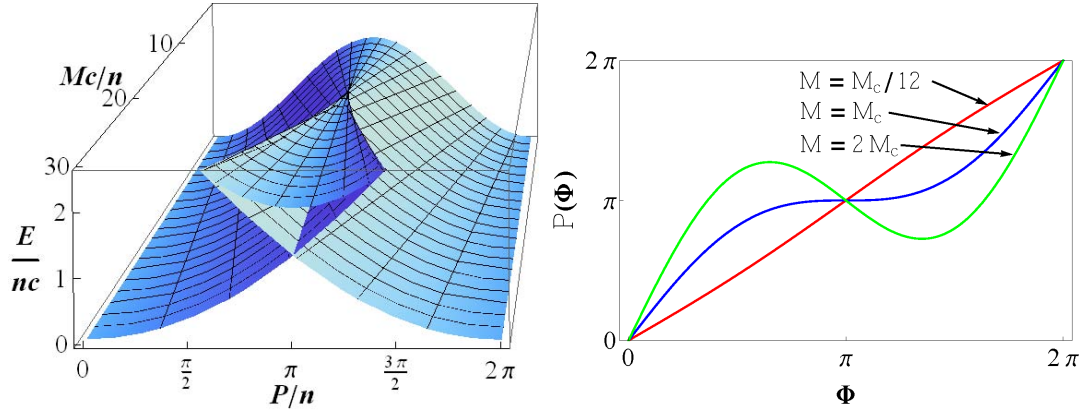 10
Mc/n
20
30
2
E/nc
1
0
0
π/2
π
3π/2
2π
P/n
2π
M = M_c/12
M = M_c
M = 2 M_c
P(Φ)
π
0
0
π
2π
Φ